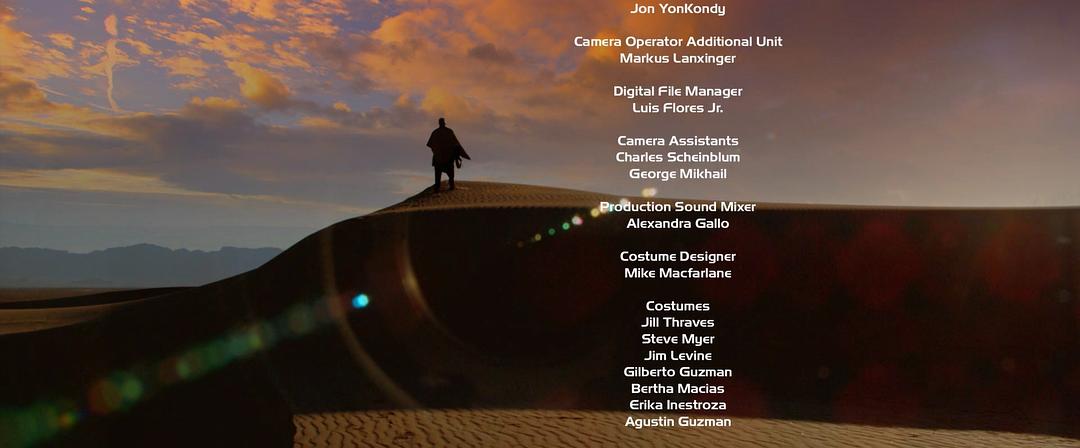 Jon YonKondy
Camera Operator Additional Unit
Markus Lanxinger
Digital File Manager
Luis Flores Jr.
Camera Assistants
Charles Scheinblum
George Mikhail
Production Sound Mixer
Alexandra Gallo
Costume Designer
Mike Macfarlane
Costumes
Jill Thraves
Steve Myer
Jim Levine
Gilberto Guzman
Bertha Macias
Erika Inestroza
Agustin Guzman